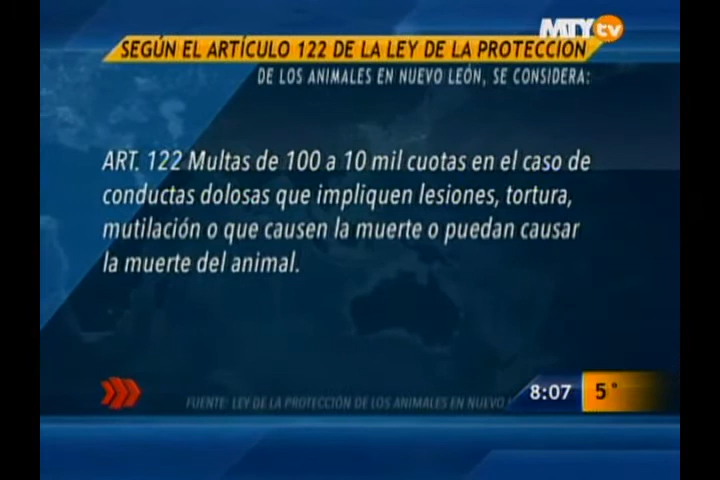 MTY tv
SEGÚN EL ARTÍCULO 122 DE LA LEY DE LA PROTECCIÓN
DE LOS ANIMALES EN NUEVO LEÓN, SE CONSIDERA:
ART. 122 Multas de 100 a 10 mil cuotas en el caso de
conductas dolosas que impliquen lesiones, tortura,
mutilación o que causen la muerte o puedan causar
la muerte del animal.
FUENTE: LEY DE LA PROTECCIÓN DE LOS ANIMALES EN NUEVO
8:07 5°